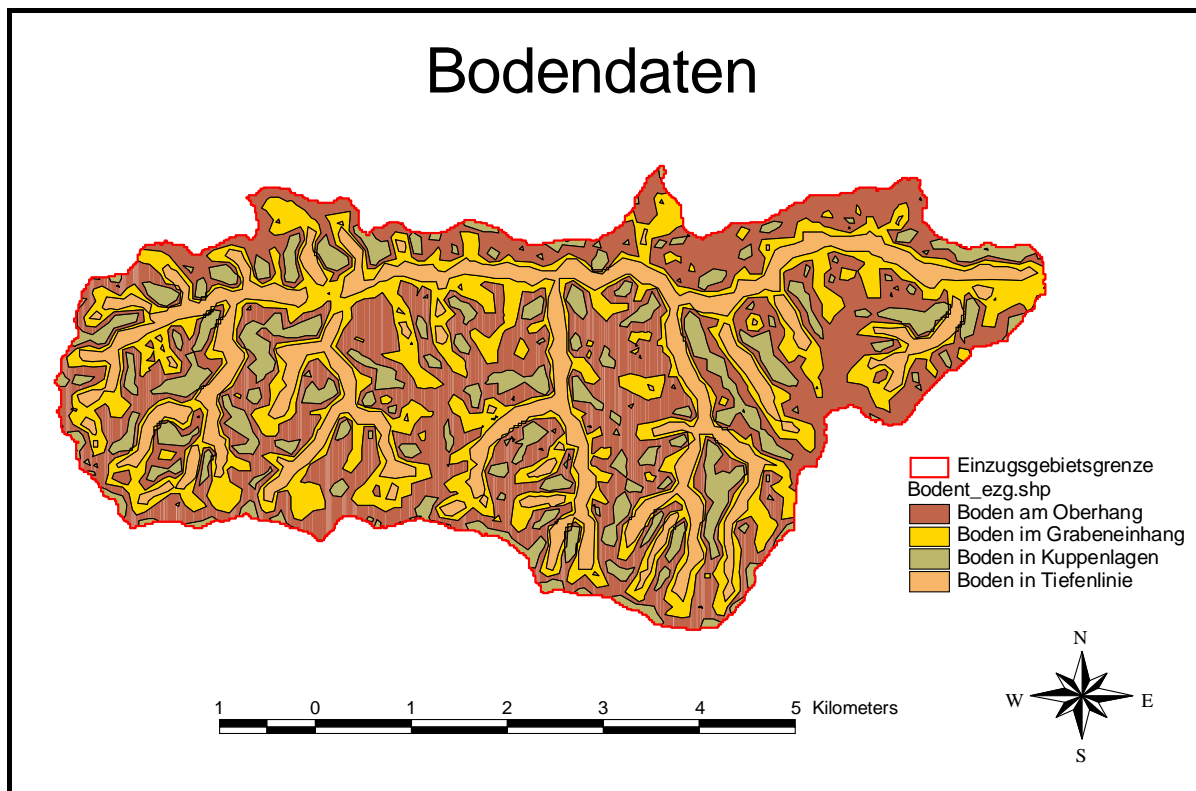 Bodendaten
Einzugsgebietsgrenze
Bodent_ezg.shp
Boden am Oberhang
Boden im Grabeneinhang
Boden in Kuppenlagen
Boden in Tiefenlinie
N
W E
S
1 0 1 2 3 4 5 Kilometers